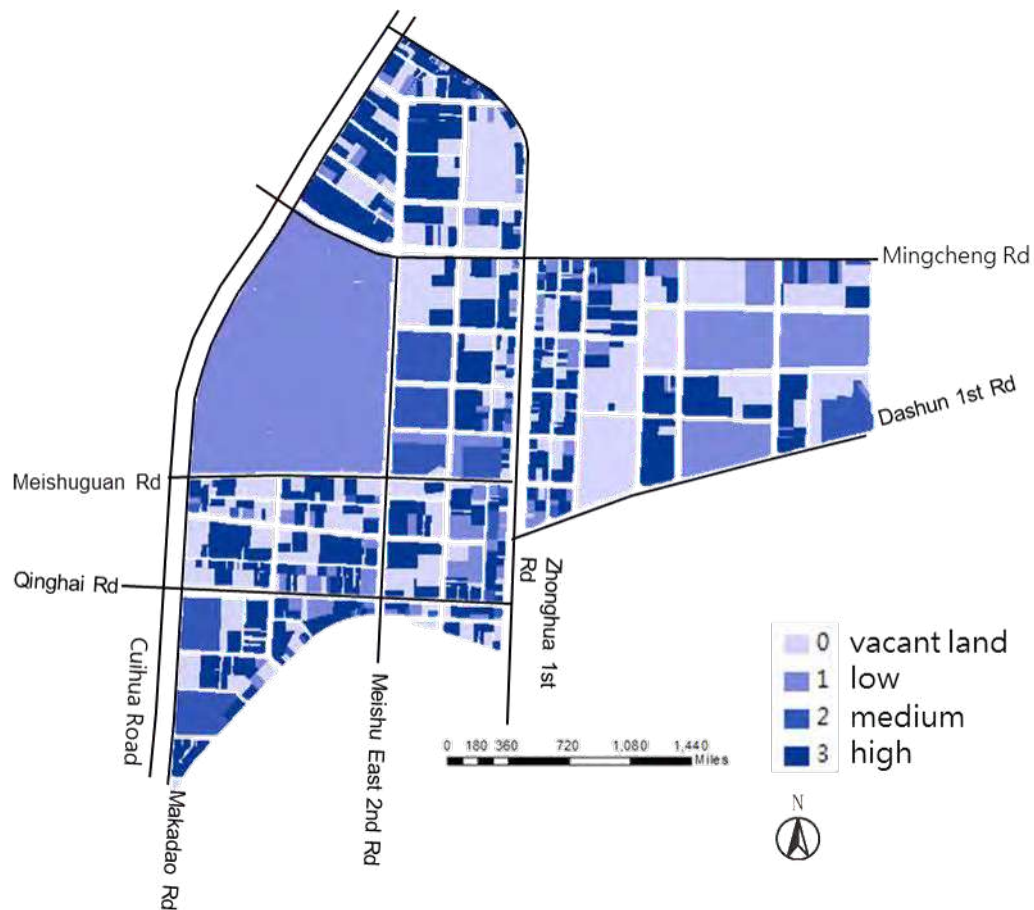 Mingcheng Rd
Dashun 1st Rd
Meishuguan Rd
Qinghai Rd
Zhonghua 1st
Rd
Cuihua Road
Makadao Rd
Meishu East 2nd Rd
0 vacant land
1 low
2 medium
3 high
0 180 360 720 1,080 1,440
Miles
N